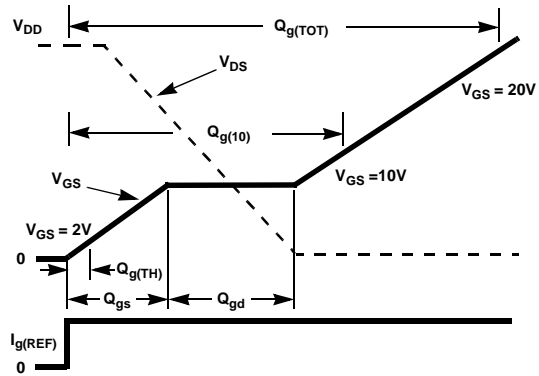 V_DD
Q_g(TOT)
V_DS
V_GS = 20V
Q_g(10)
V_GS
V_GS =10V
V_GS = 2V
0
Q_g(TH)
Q_gs
Q_gd
I_g(REF)
0